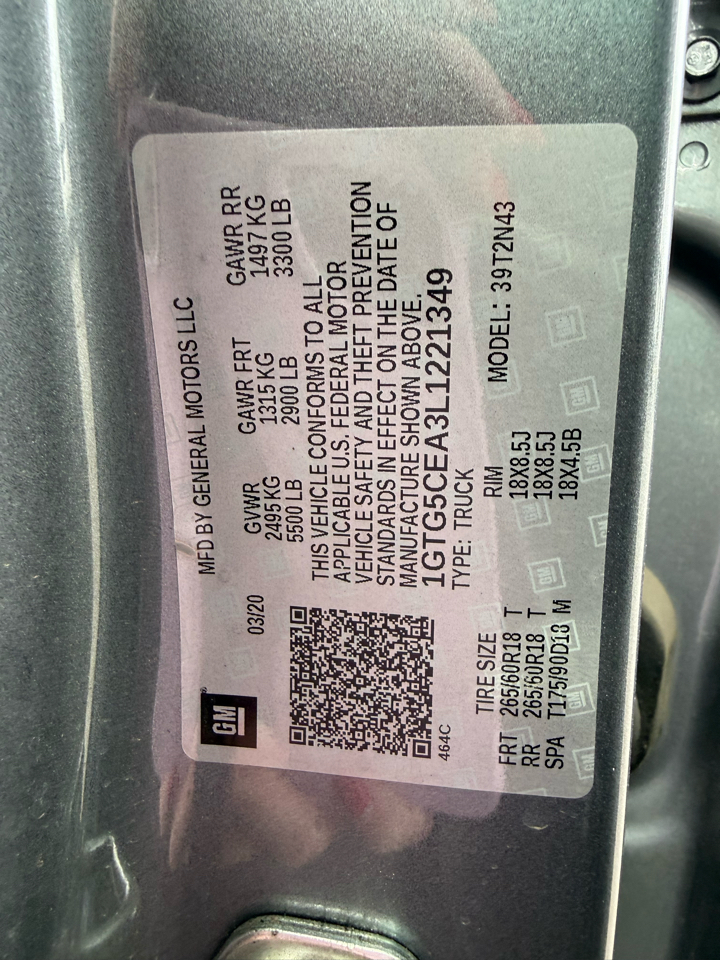 GM
MFD BY GENERAL MOTORS LLC
03/20
GVWR GAWR FRT GAWR RR
2495 KG 1315 KG 1497 KG
5500 LB 2900 LB 3300 LB
THIS VEHICLE CONFORMS TO ALL
APPLICABLE U.S. FEDERAL MOTOR
VEHICLE SAFETY AND THEFT PREVENTION
STANDARDS IN EFFECT ON THE DATE OF
MANUFACTURE SHOWN ABOVE.
1GTG5CEA3L1221349
464C
TYPE: TRUCK
MODEL: 39T2N43
TIRE SIZE RIM
FRT 265/60R18 T 18X8.5J
RR 265/60R18 T 18X8.5J
SPA T175/90D18 M 18X4.5B